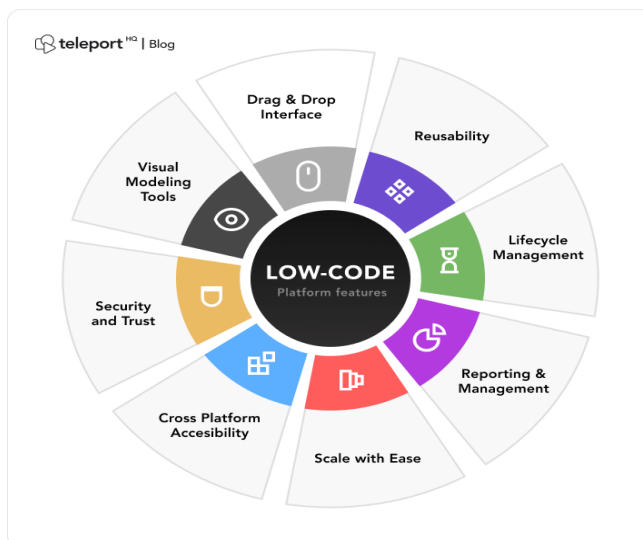 teleport HQ | Blog
Drag & Drop
Interface
Reusability
Visual
Modeling
Tools
Lifecycle
Management
LOW-CODE
Platform features
Security
and Trust
Reporting &
Management
Cross Platform
Accesibility
Scale with Ease